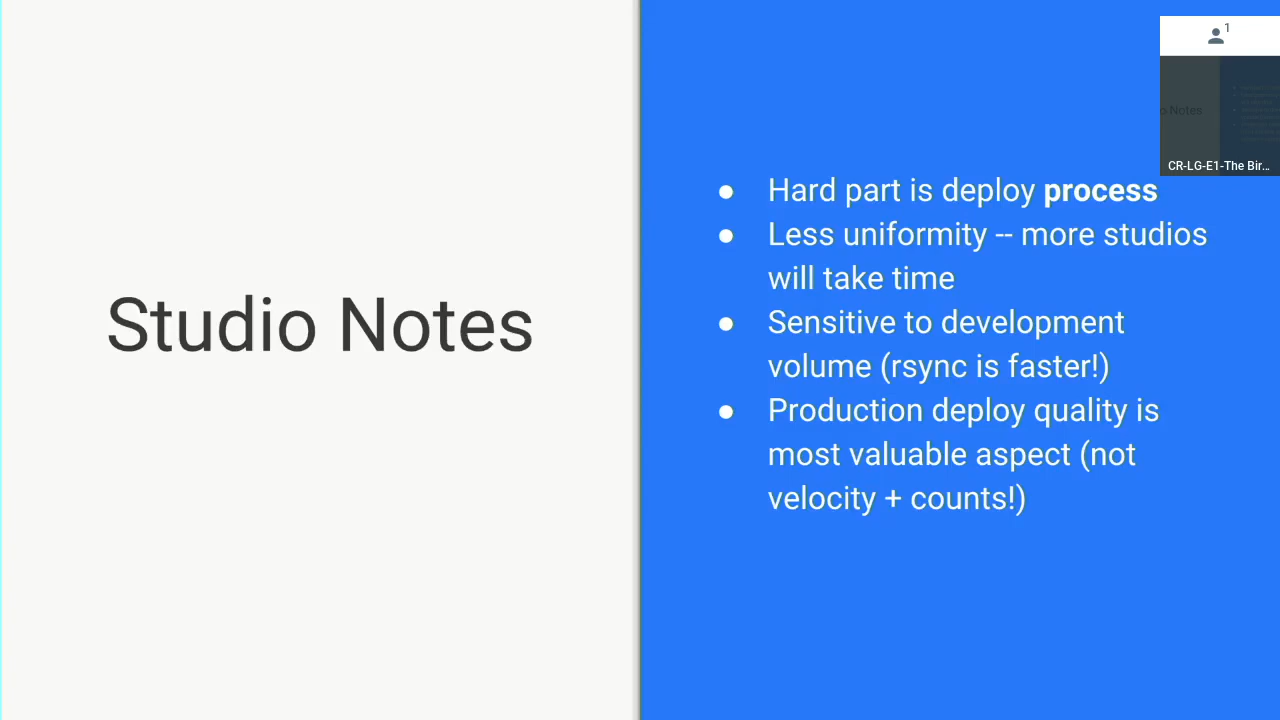 Studio Notes
● Hard part is deploy process
● Less uniformity -- more studios
will take time
● Sensitive to development
volume (rsync is faster!)
● Production deploy quality is
most valuable aspect (not
velocity + counts!)
1
o Notes
CR-LG-E1-The Bir...